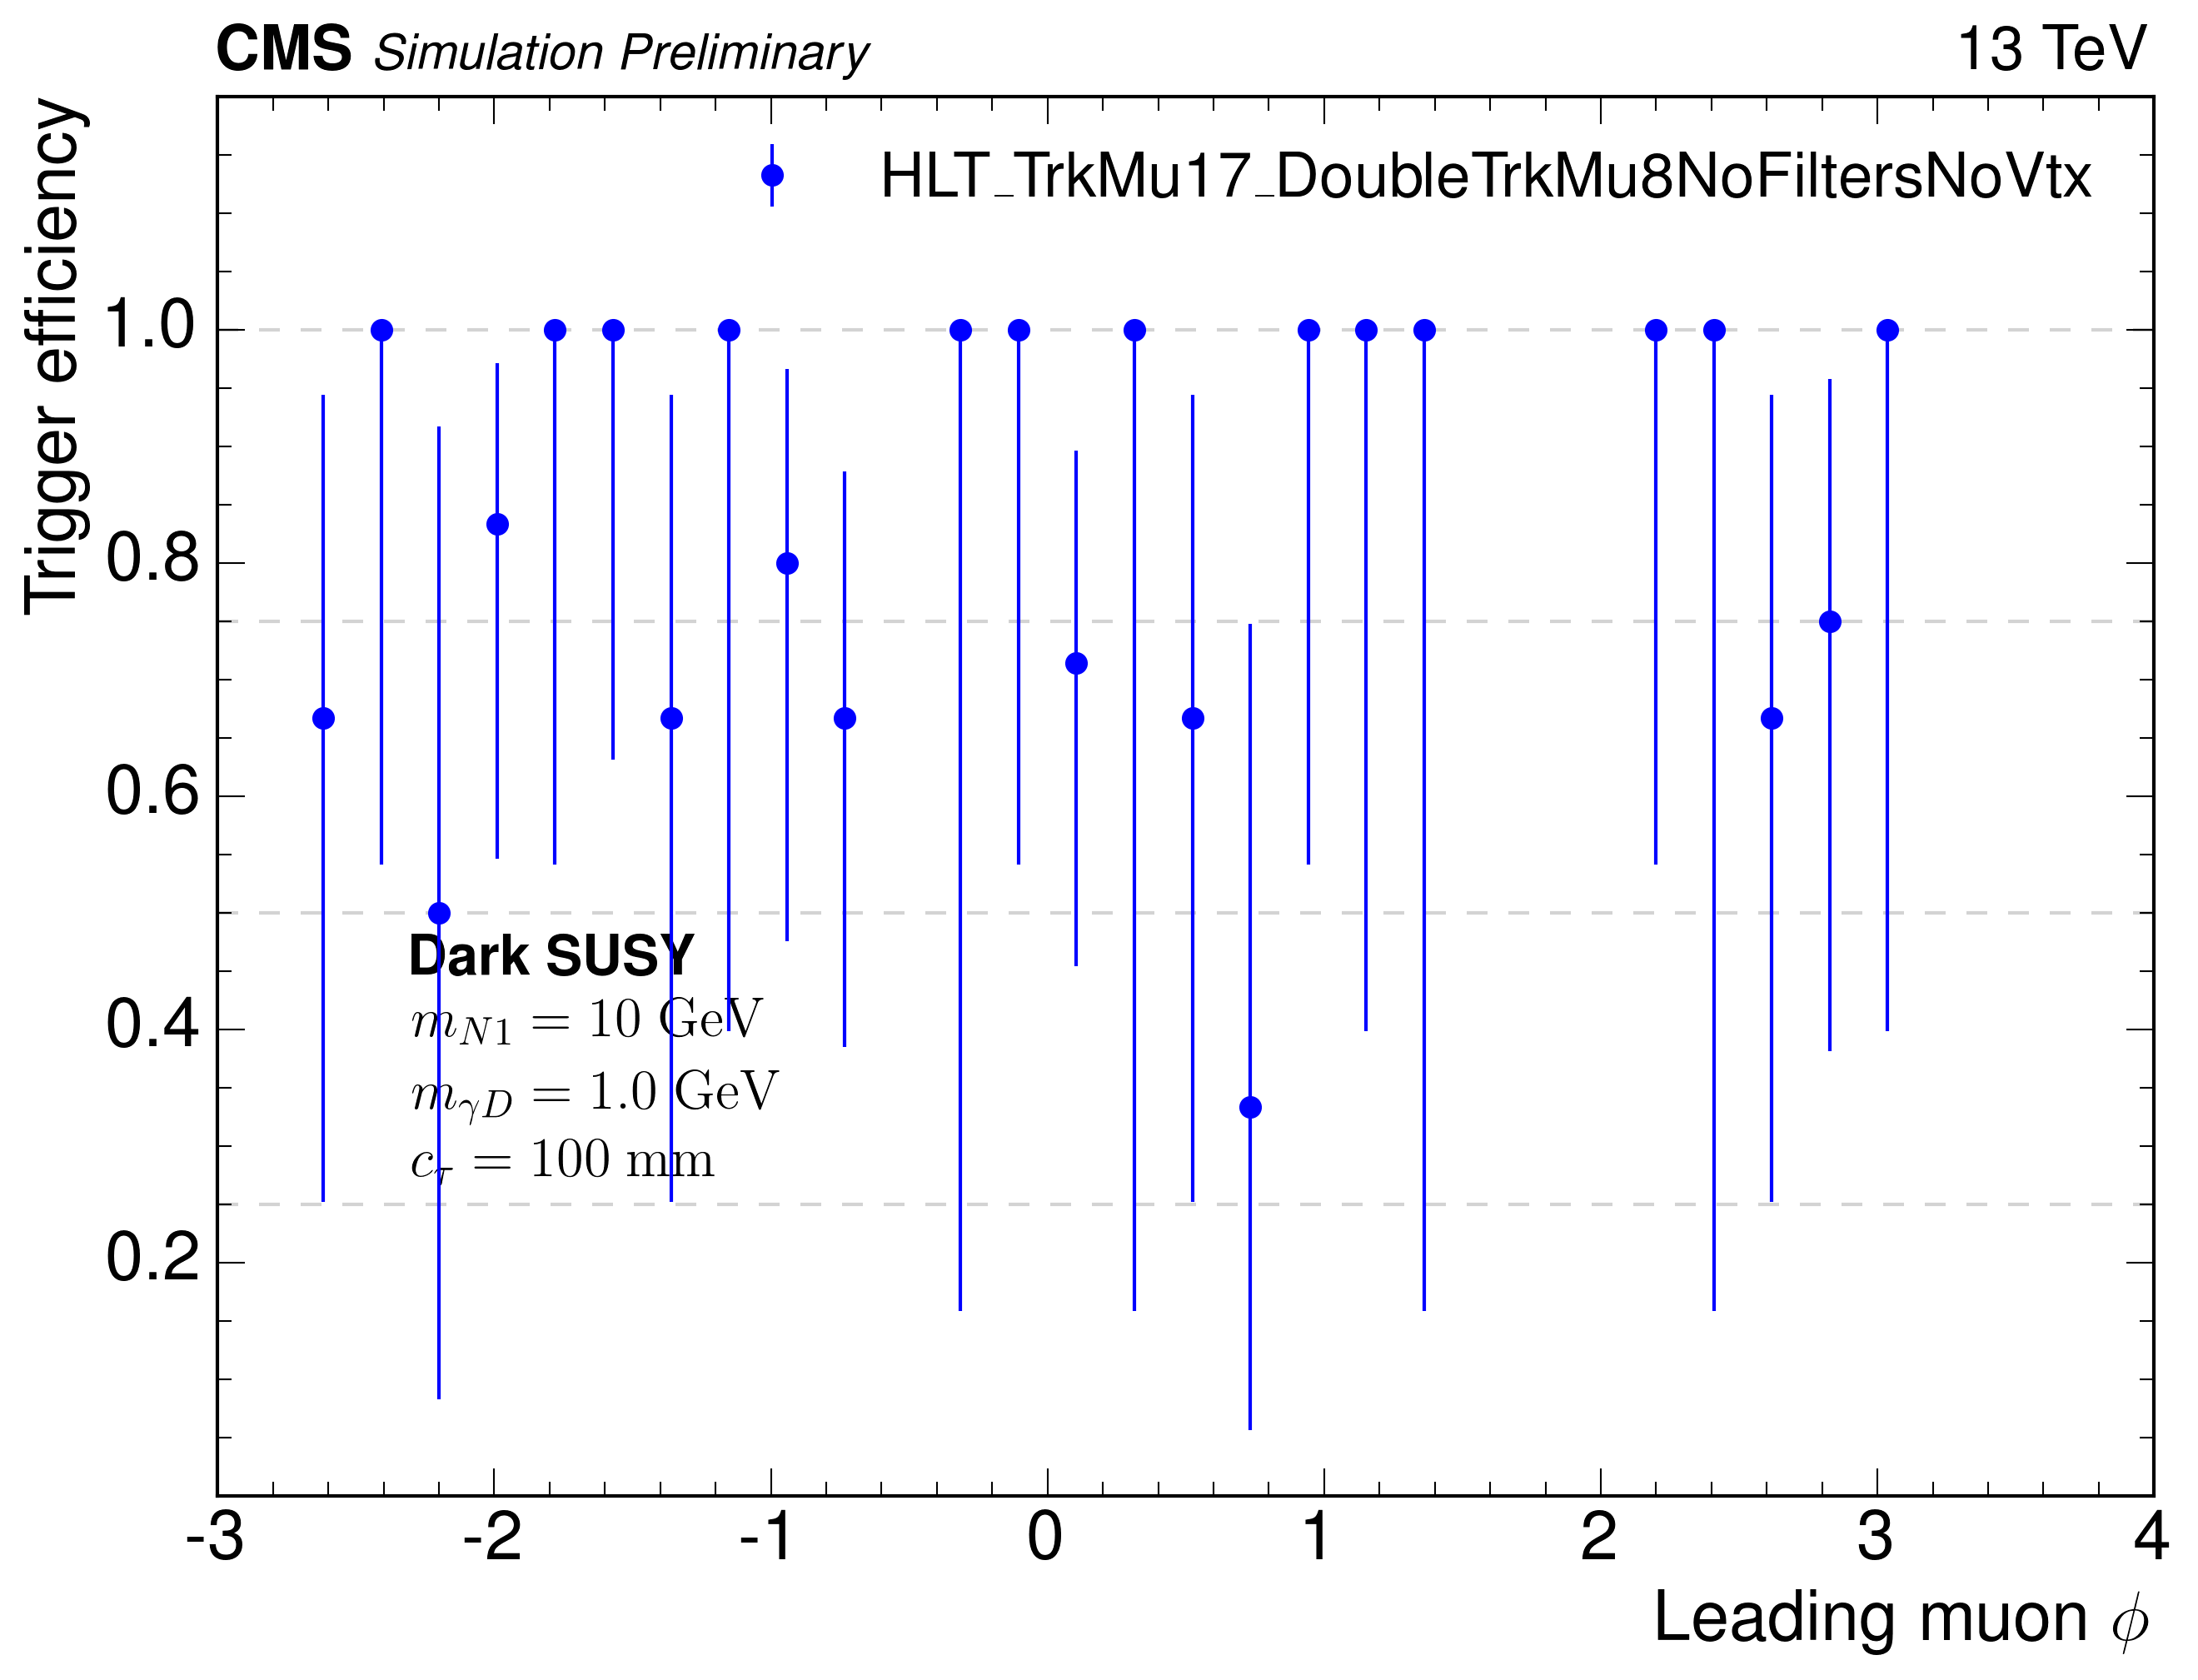 CMS Simulation Preliminary 13 TeV
Trigger efficiency
HLT_TrkMu17_DoubleTrkMu8NoFiltersNoVtx
1.0
0.8
0.6
0.4
0.2
Dark SUSY
m_{N1} = 10 GeV
m_{γD} = 1.0 GeV
c_τ = 100 mm
-3 -2 -1 0 1 2 3 4
Leading muon ϕ